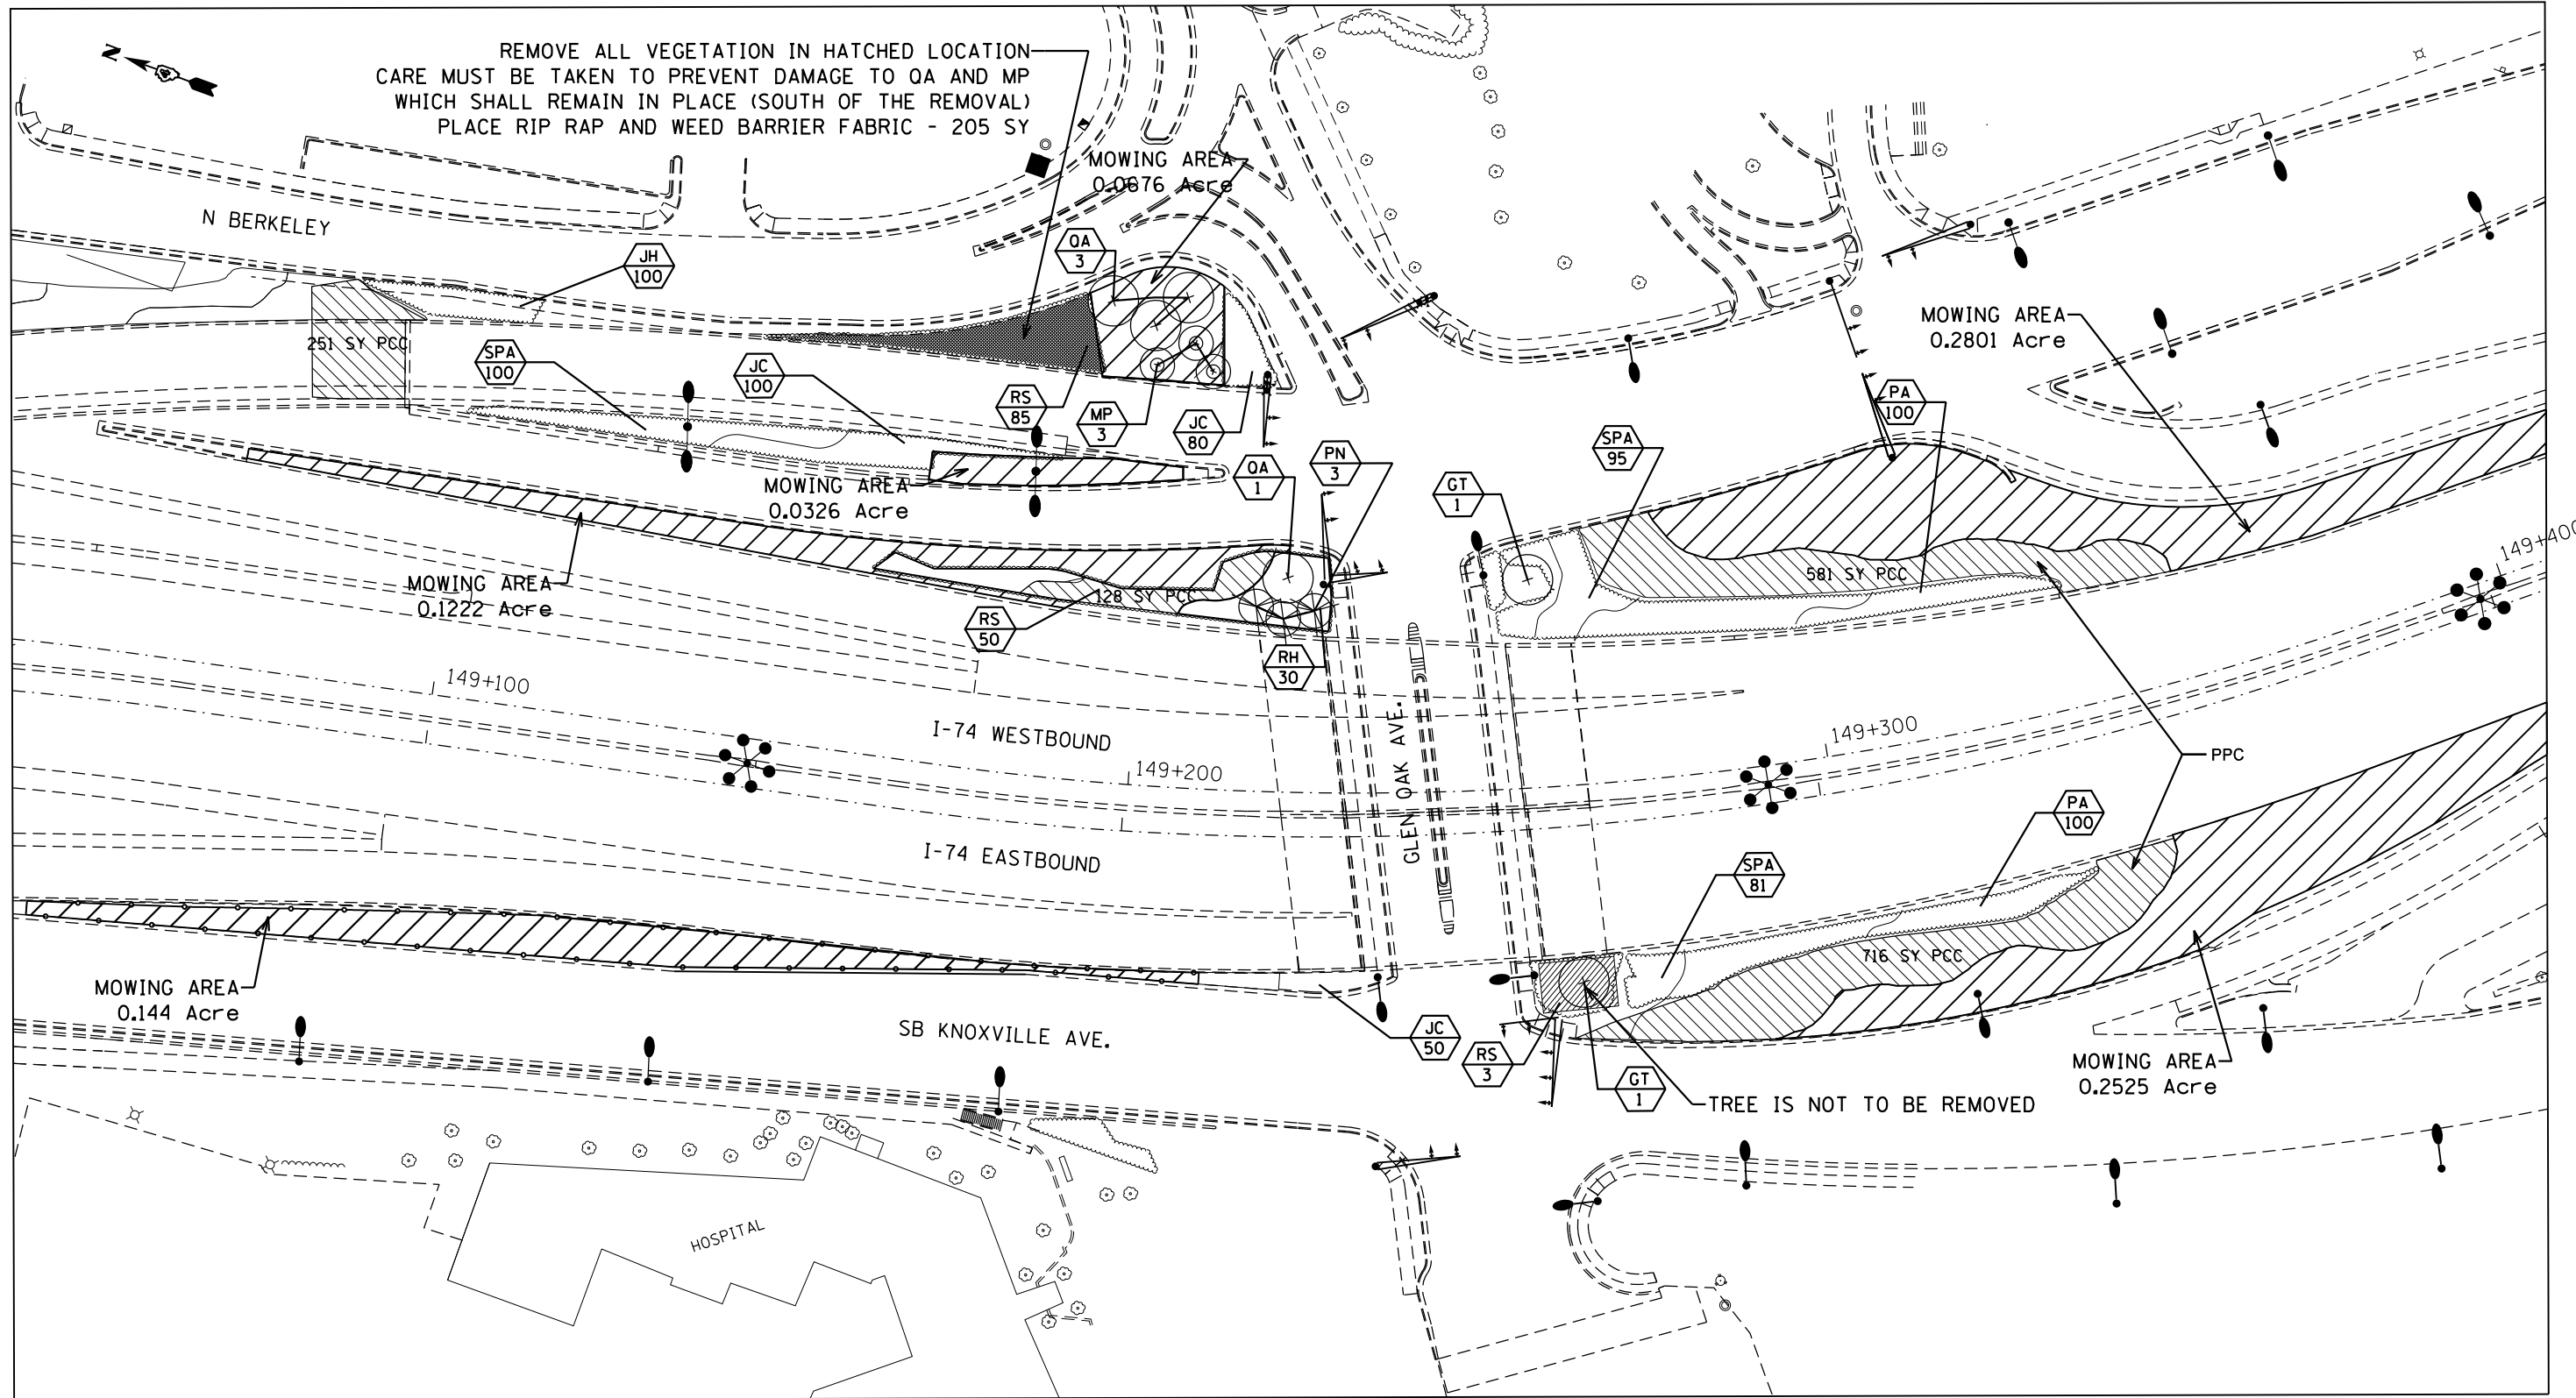 N
REMOVE ALL VEGETATION IN HATCHED LOCATION
CARE MUST BE TAKEN TO PREVENT DAMAGE TO QA AND MP
WHICH SHALL REMAIN IN PLACE (SOUTH OF THE REMOVAL)
PLACE RIP RAP AND WEED BARRIER FABRIC - 205 SY
MOWING AREA
0.0676 Acre
N BERKELEY
JH
100
QA
3
251 SY PCC
SPA
100
JC
100
RS
85
MP
3
JC
80
MOWING AREA
0.2801 Acre
PA
100
SPA
95
MOWING AREA
0.0326 Acre
QA
1
PN
3
GT
1
MOWING AREA
0.1222 Acre
128 SY PCC
RS
50
RH
30
581 SY PCC
149+400
149+100
I-74 WESTBOUND
149+200
GLEN OAK AVE.
149+300
PPC
I-74 EASTBOUND
PA
100
SPA
81
716 SY PCC
MOWING AREA
0.144 Acre
SB KNOXVILLE AVE.
JC
50
RS
3
GT
1
TREE IS NOT TO BE REMOVED
MOWING AREA
0.2525 Acre
HOSPITAL